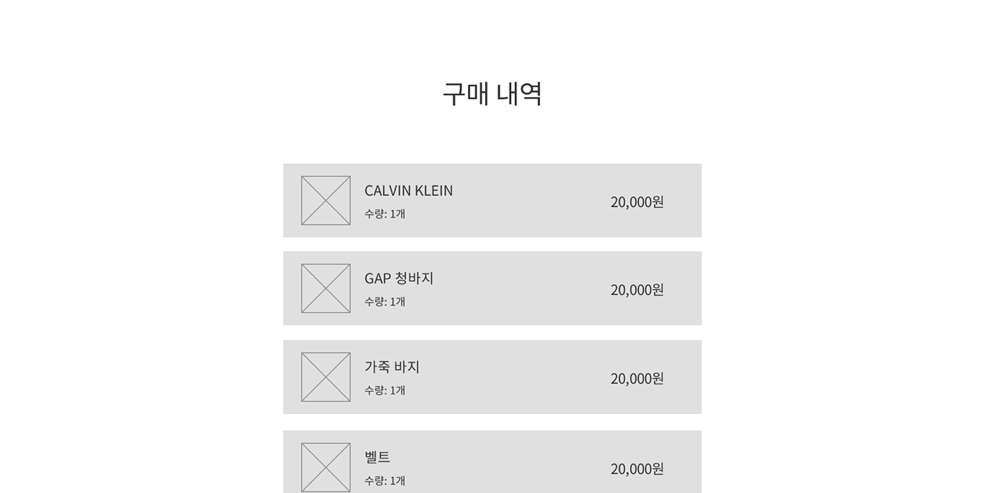 구매 내역
CALVIN KLEIN
수량: 1개
20,000원
GAP 청바지
수량: 1개
20,000원
가죽 바지
수량: 1개
20,000원
벨트
수량: 1개
20,000원